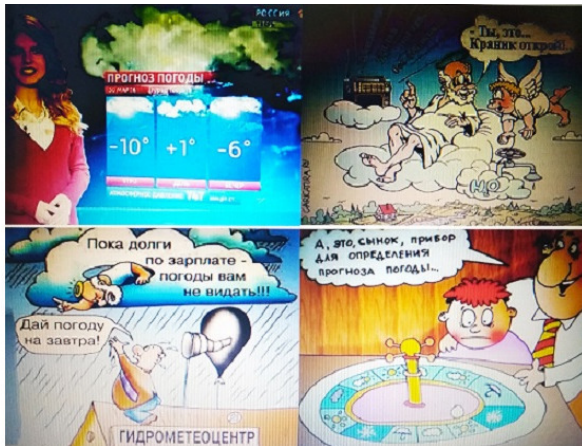 РОССИЯ
ПРОГНОЗ ПОГОДЫ
-10° +1° -6°
- Ты, это...
Краник открой!..
H₂O
Пока долги
по зарплате -
погоды вам
не видать!!!
Дай погоду
на завтра!
ГИДРОМЕТЕОЦЕНТР
А, ЭТО, СЫНОК, ПРИБОР
ДЛЯ ОПРЕДЕЛЕНИЯ
ПРОГНОЗА ПОГОДЫ...